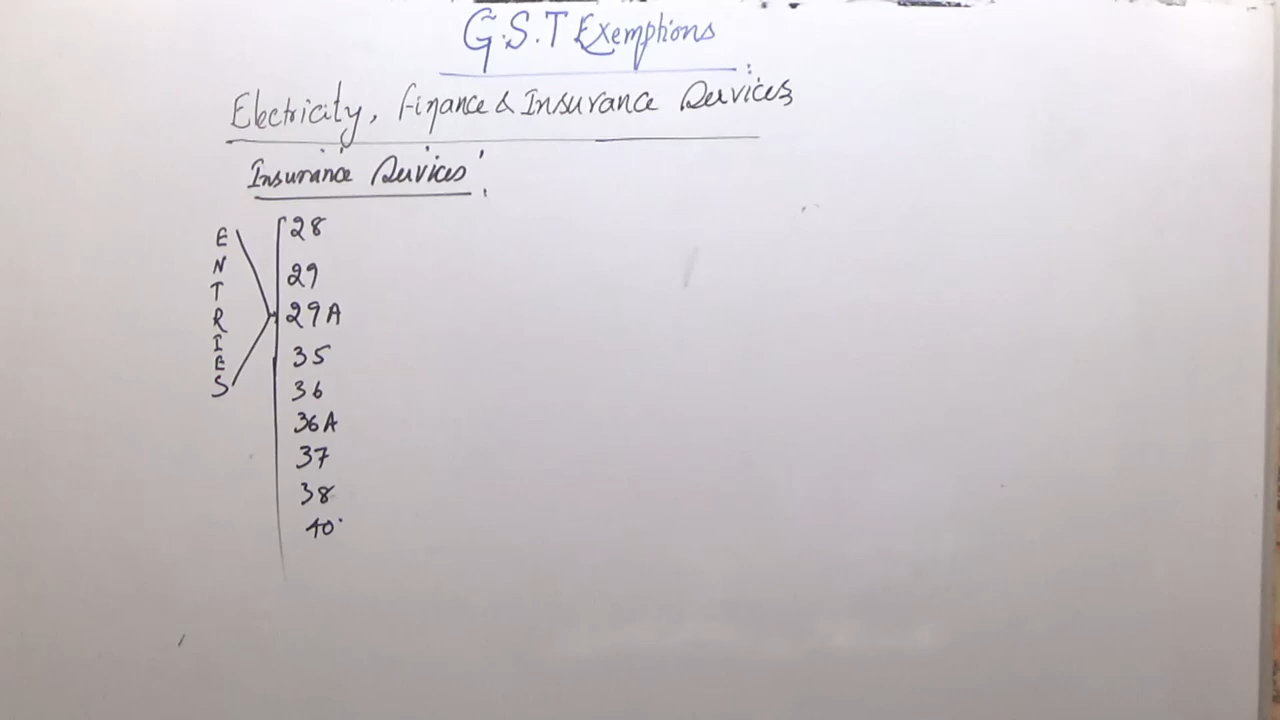 G.S.T Exemptions
Electricity, Finance & Insurance Services
Insurance Services
ENTRIES
28
29
29A
35
36
36A
37
38
40